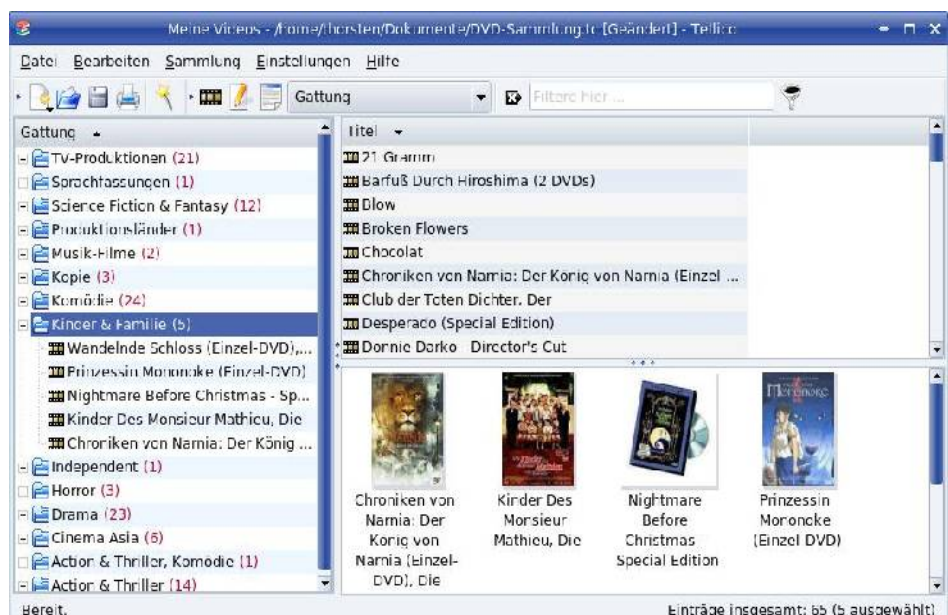 Meine Videos - /home/thorsten/Dokumente/DVD-Sammlung.tc [Geändert] - Tellico
Datei Bearbeiten Sammlung Einstellungen Hilfe
Gattung
Filtere hier ...
Gattung
TV-Produktionen (21)
Sprachfassungen (1)
Science Fiction & Fantasy (12)
Produktionsländer (1)
Musik-Filme (2)
Kopie (3)
Komödie (24)
Kinder & Familie (5)
Wandelnde Schloss (Einzel-DVD),...
Prinzessin Mononoke (Einzel-DVD)
Nightmare Before Christmas - Sp...
Kinder Des Monsieur Mathieu, Die
Chroniken von Narnia: Der König ...
Independent (1)
Horror (3)
Drama (23)
Cinema Asia (6)
Action & Thriller, Komödie (1)
Action & Thriller (14)
Titel
21 Gramm
Barfuß Durch Hiroshima (2 DVDs)
Blow
Broken Flowers
Chocolat
Chroniken von Narnia: Der König von Narnia (Einzel ...
Club der Toten Dichter, Der
Desperado (Special Edition)
Donnie Darko - Director's Cut
Mononoke
Chroniken von
Narnia: Der
König von
Narnia (Einzel-
DVD), Die
Kinder Des
Monsieur
Mathieu, Die
Nightmare
Before
Christmas -
Special Edition
Prinzessin
Mononoke
(Einzel-DVD)
Bereit.
Einträge insgesamt: 65 (5 ausgewählt)